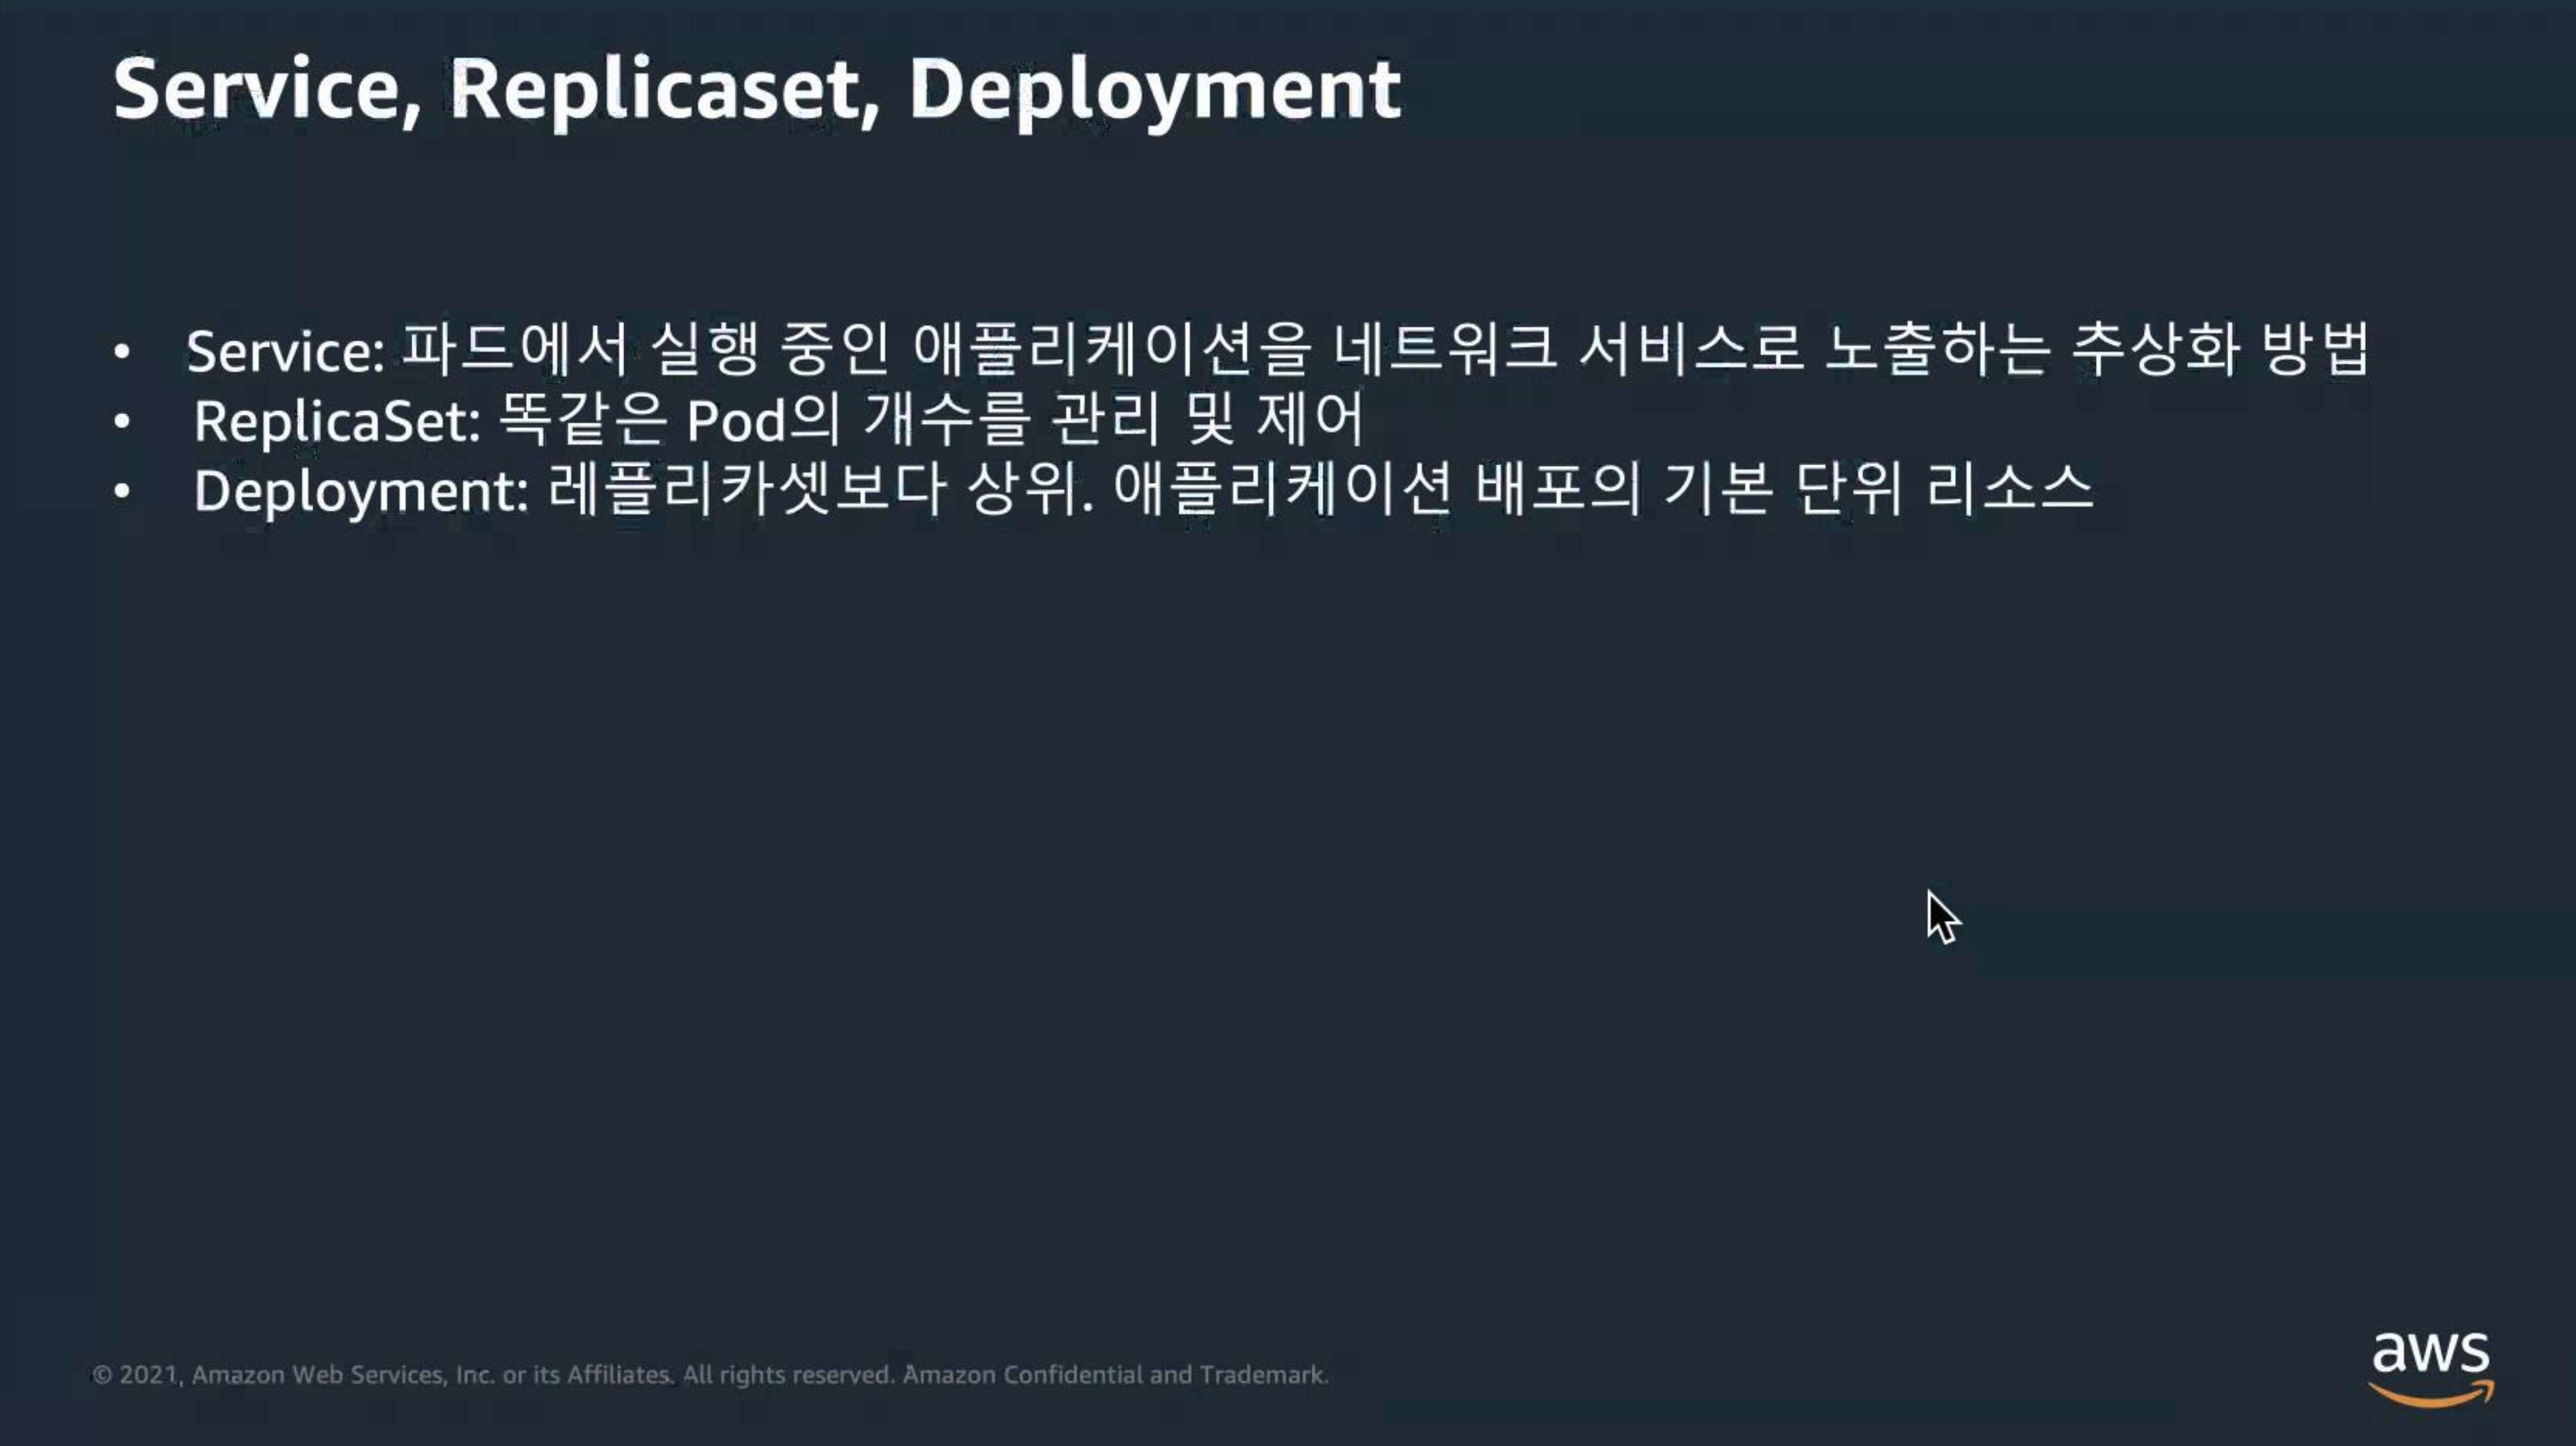 Service, Replicaset, Deployment
• Service: 파드에서 실행 중인 애플리케이션을 네트워크 서비스로 노출하는 추상화 방법
• ReplicaSet: 똑같은 Pod의 개수를 관리 및 제어
• Deployment: 레플리카셋보다 상위. 애플리케이션 배포의 기본 단위 리소스
© 2021, Amazon Web Services, Inc. or its Affiliates. All rights reserved. Amazon Confidential and Trademark.
aws